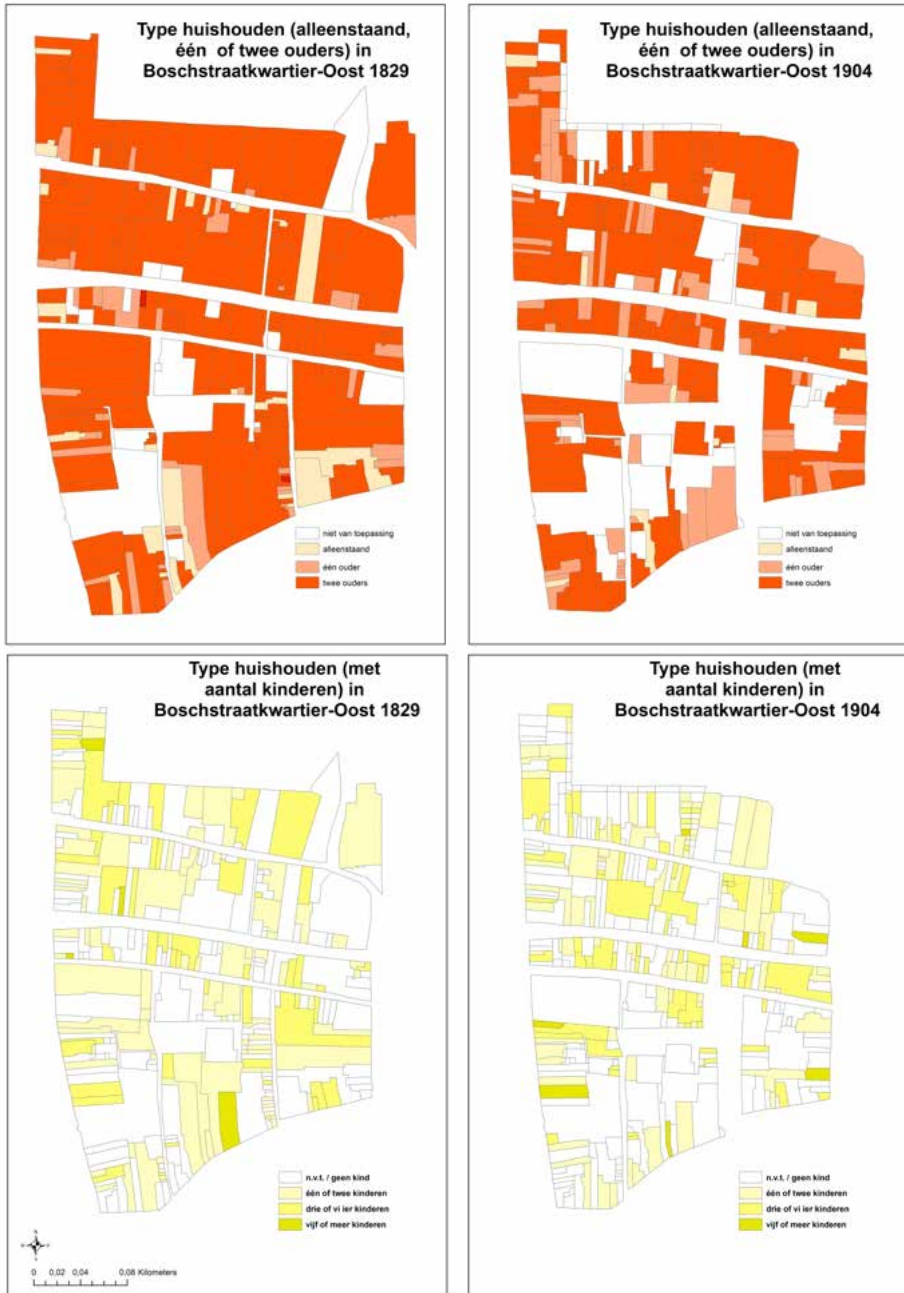 Type huishouden (alleenstaand,
één of twee ouders) in
Boschstraatkwartier-Oost 1829
niet van toepassing
alleenstaand
één ouder
twee ouders
Type huishouden (alleenstaand,
één of twee ouders) in
Boschstraatkwartier-Oost 1904
niet van toepassing
alleenstaand
één ouder
twee ouders
Type huishouden (met
aantal kinderen) in
Boschstraatkwartier-Oost 1829
n.v.t. / geen kind
één of twee kinderen
drie of vi ier kinderen
vijf of meer kinderen
0 0,02 0,04 0,08 Kilometers
Type huishouden (met
aantal kinderen) in
Boschstraatkwartier-Oost 1904
n.v.t. / geen kind
één of twee kinderen
drie of vi ier kinderen
vijf of meer kinderen